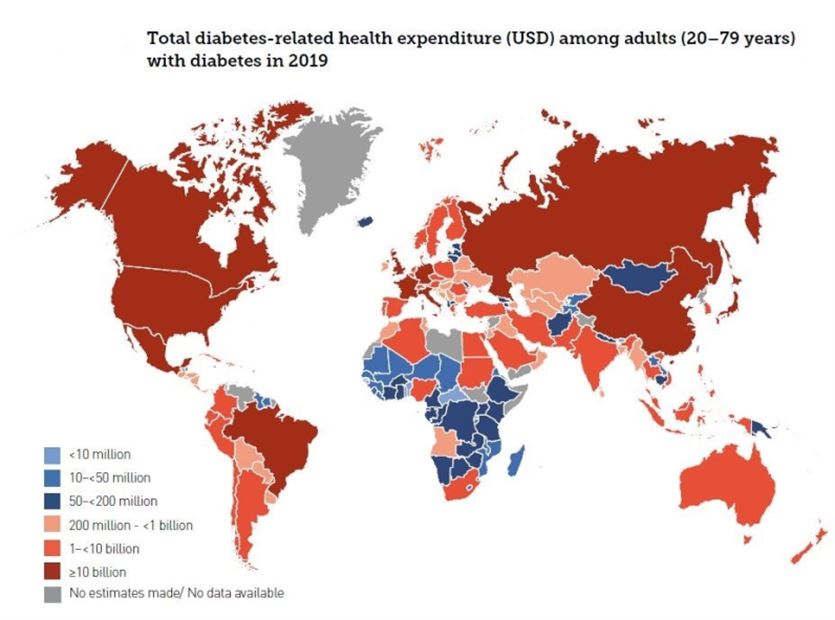 Total diabetes-related health expenditure (USD) among adults (20–79 years)
with diabetes in 2019
<10 million
10–<50 million
50–<200 million
200 million - <1 billion
1–<10 billion
≥10 billion
No estimates made/ No data available